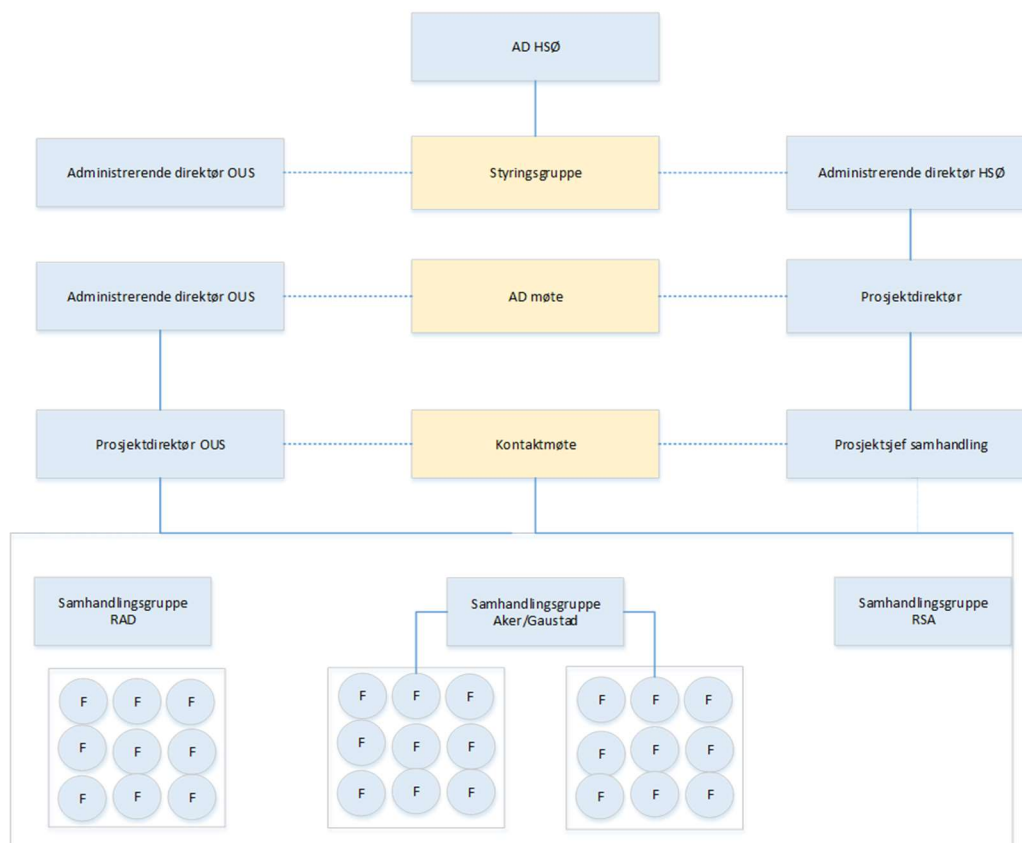 AD HSØ
Administrerende direktør OUS
Styringsgruppe
Administrerende direktør HSØ
Administrerende direktør OUS
AD møte
Prosjektdirektør
Prosjektdirektør OUS
Kontaktmøte
Prosjektsjef samhandling
Samhandlingsgruppe
RAD
Samhandlingsgruppe
Aker/Gaustad
Samhandlingsgruppe
RSA
F F F
F F F
F F F
F F F
F F F
F F F
F F F
F F F
F F F